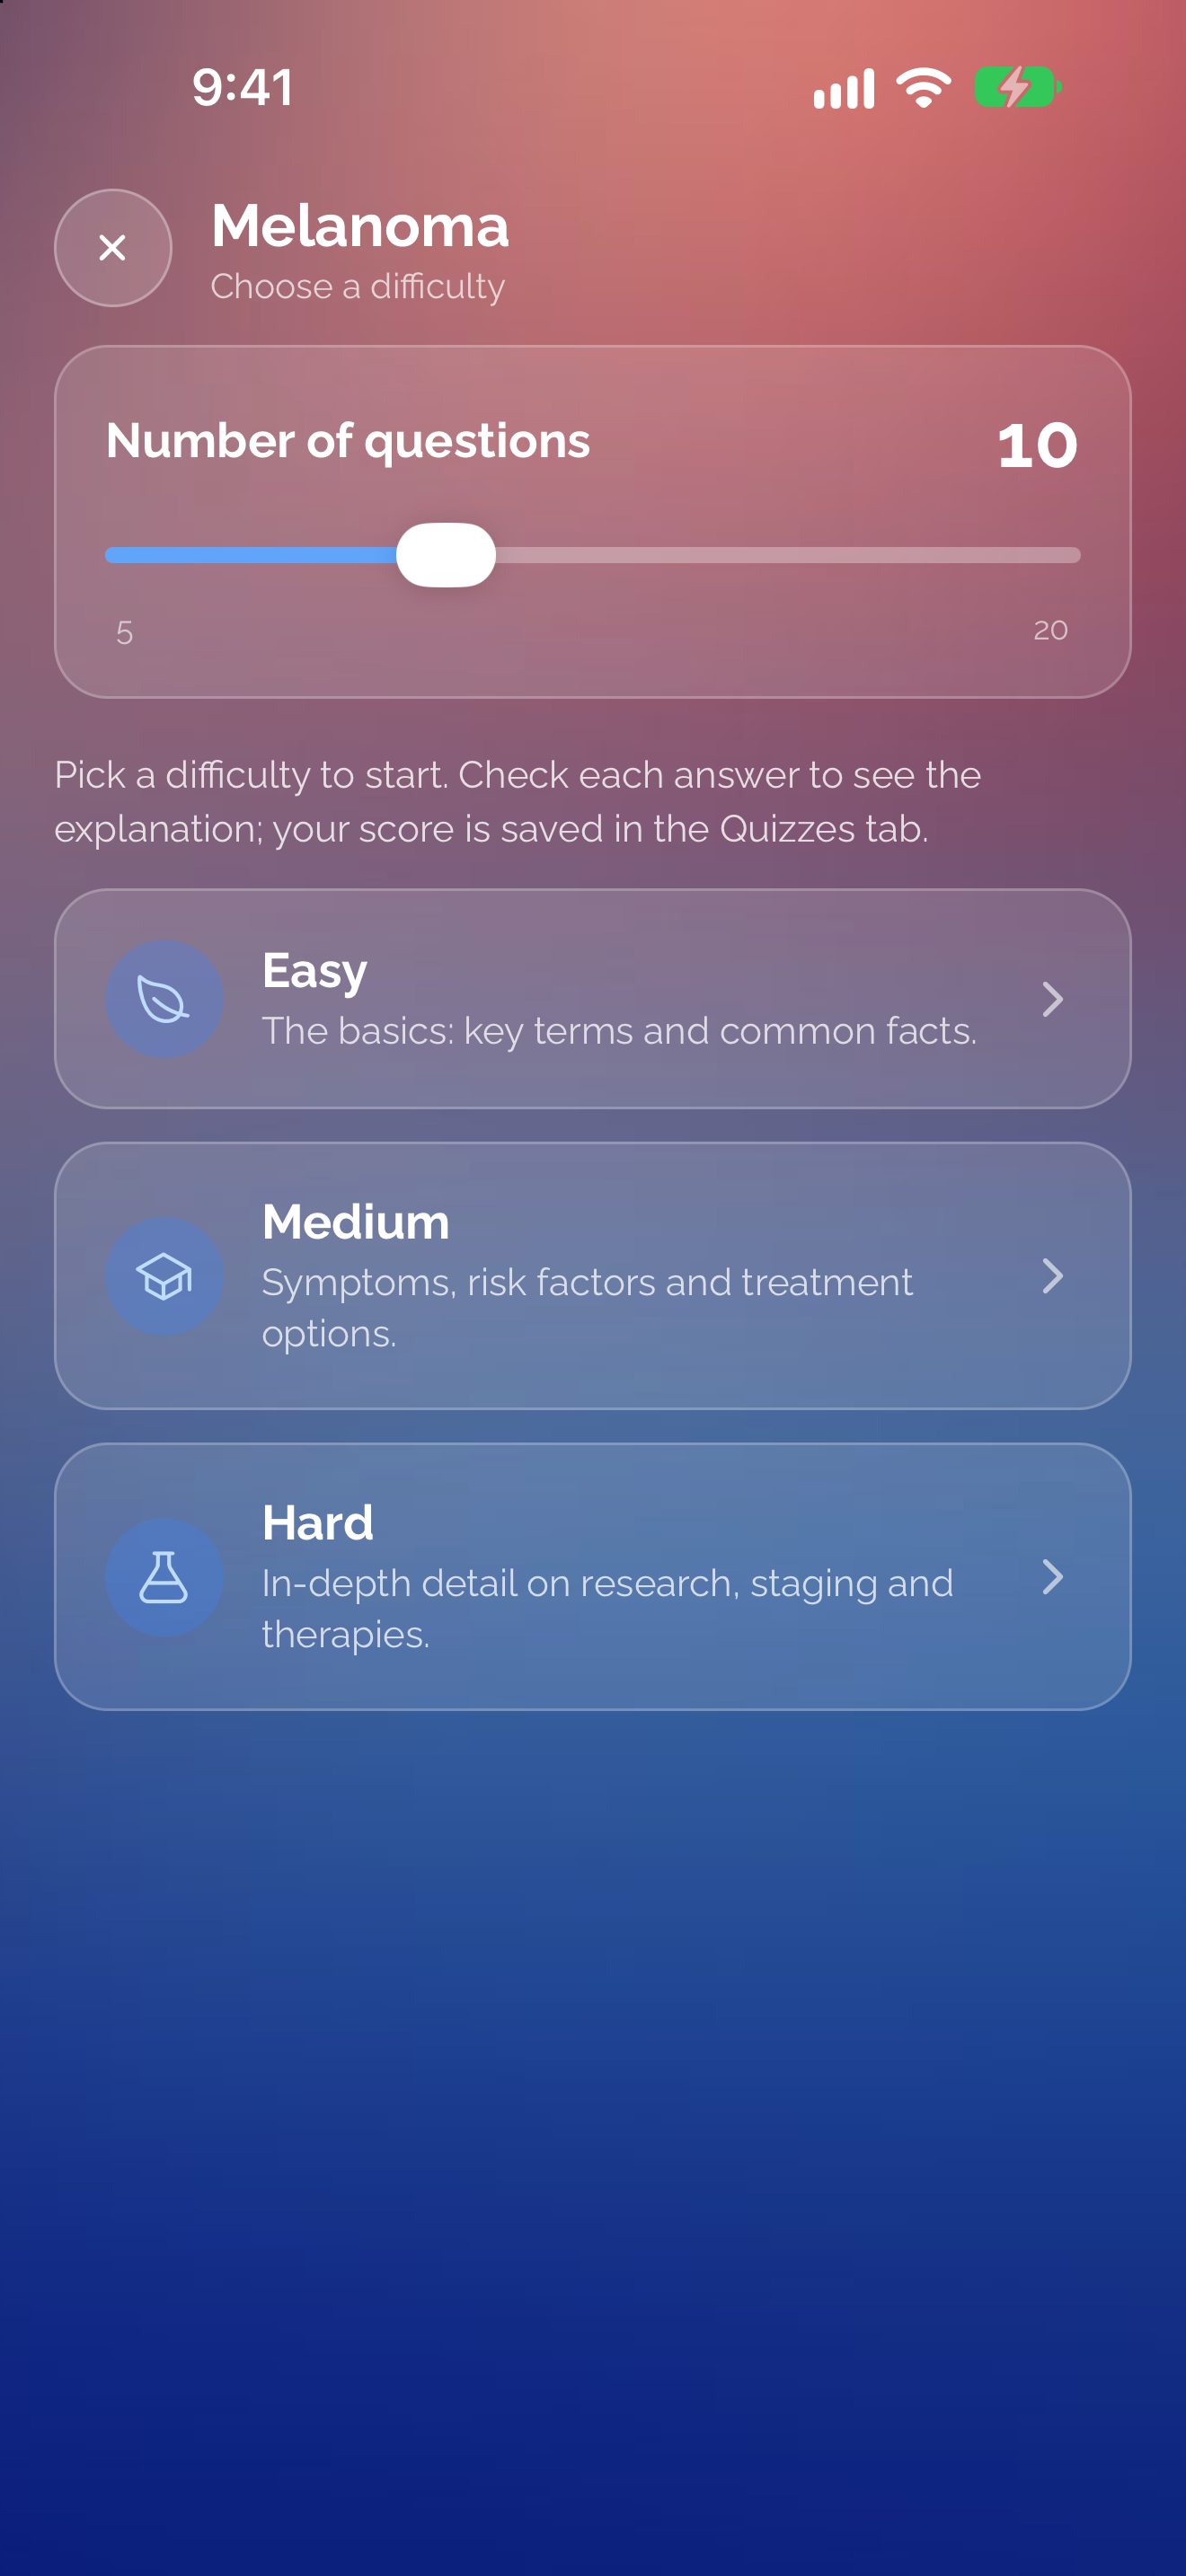 9:41
Melanoma
Choose a difficulty
Number of questions
10
5
20
Pick a difficulty to start. Check each answer to see the
explanation; your score is saved in the Quizzes tab.
Easy
The basics: key terms and common facts.
Medium
Symptoms, risk factors and treatment
options.
Hard
In-depth detail on research, staging and
therapies.